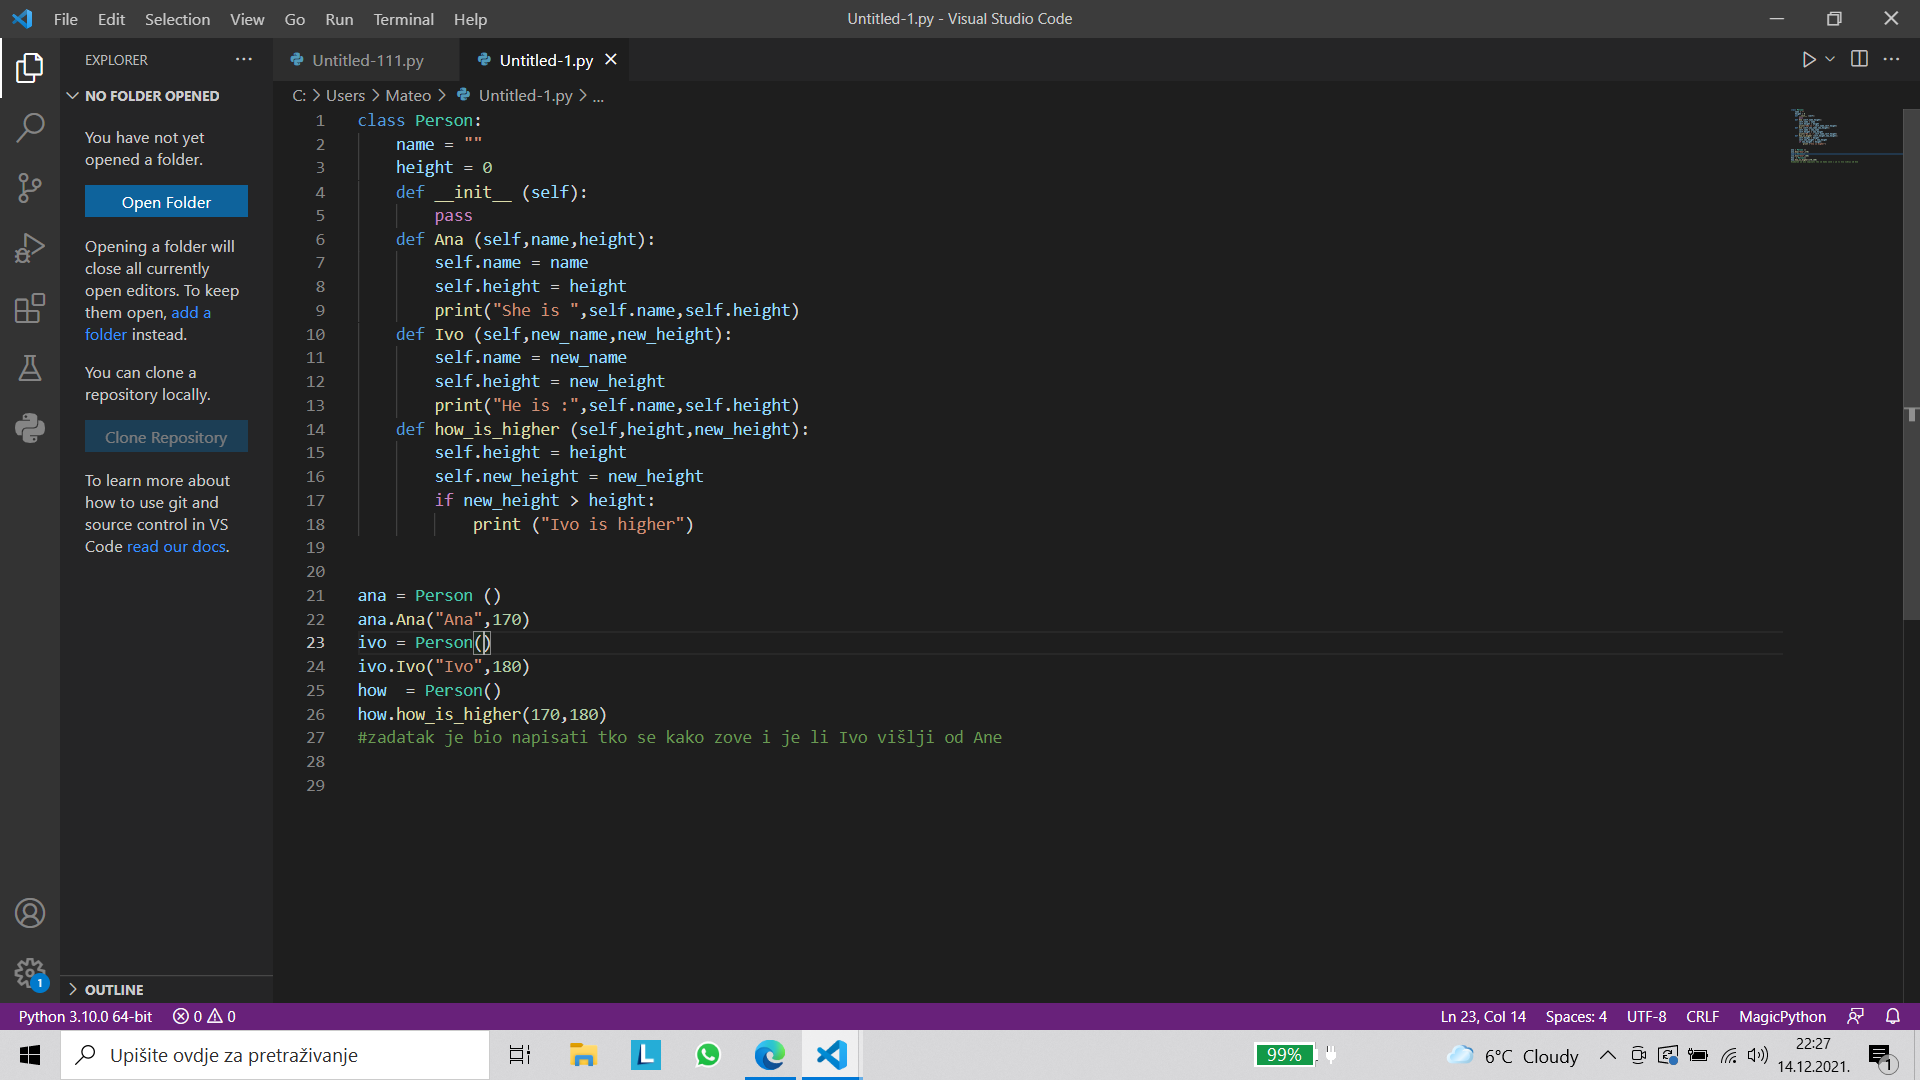 File Edit Selection View Go Run Terminal Help
Untitled-1.py - Visual Studio Code
EXPLORER
NO FOLDER OPENED
You have not yet
opened a folder.
Open Folder
Opening a folder will
close all currently
open editors. To keep
them open, add a
folder instead.
You can clone a
repository locally.
Clone Repository
To learn more about
how to use git and
source control in VS
Code read our docs.
OUTLINE
Untitled-111.py
Untitled-1.py
C: > Users > Mateo > Untitled-1.py > ...
1 class Person:
2 name = ""
3 height = 0
4 def __init__ (self):
5 pass
6 def Ana (self,name,height):
7 self.name = name
8 self.height = height
9 print("She is ",self.name,self.height)
10 def Ivo (self,new_name,new_height):
11 self.name = new_name
12 self.height = new_height
13 print("He is :",self.name,self.height)
14 def how_is_higher (self,height,new_height):
15 self.height = height
16 self.new_height = new_height
17 if new_height > height:
18 print ("Ivo is higher")
19
20
21 ana = Person ()
22 ana.Ana("Ana",170)
23 ivo = Person()
24 ivo.Ivo("Ivo",180)
25 how  = Person()
26 how.how_is_higher(170,180)
27 #zadatak je bio napisati tko se kako zove i je li Ivo višlji od Ane
28
29
1
Python 3.10.0 64-bit 0 0
Ln 23, Col 14 Spaces: 4 UTF-8 CRLF MagicPython
Upišite ovdje za pretraživanje
L
99%
6°C Cloudy
22:27
14.12.2021.
1